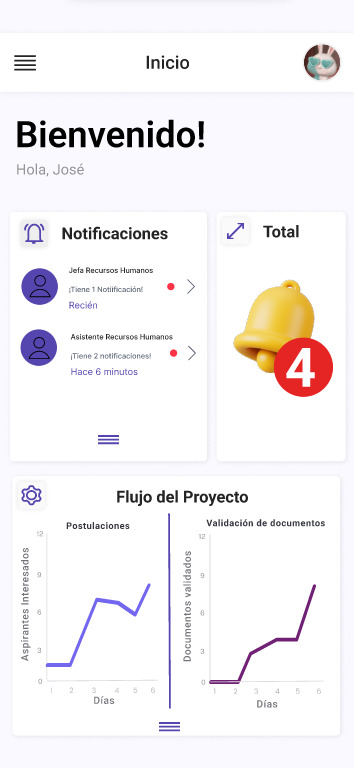 Inicio
Bienvenido!
Hola, José
Notificaciones
Jefa Recursos Humanos
¡Tiene 1 Notiificación!
Recién
Asistente Recursos Humanos
¡Tiene 2 notificaciones!
Hace 6 minutos
Total
4
Flujo del Proyecto
Postulaciones
Aspirantes Interesados
12
9
6
3
0
1 2 3 4 5 6
Días
Validación de documentos
Documentos validados
12
9
6
3
0
1 2 3 4 5 6
Días